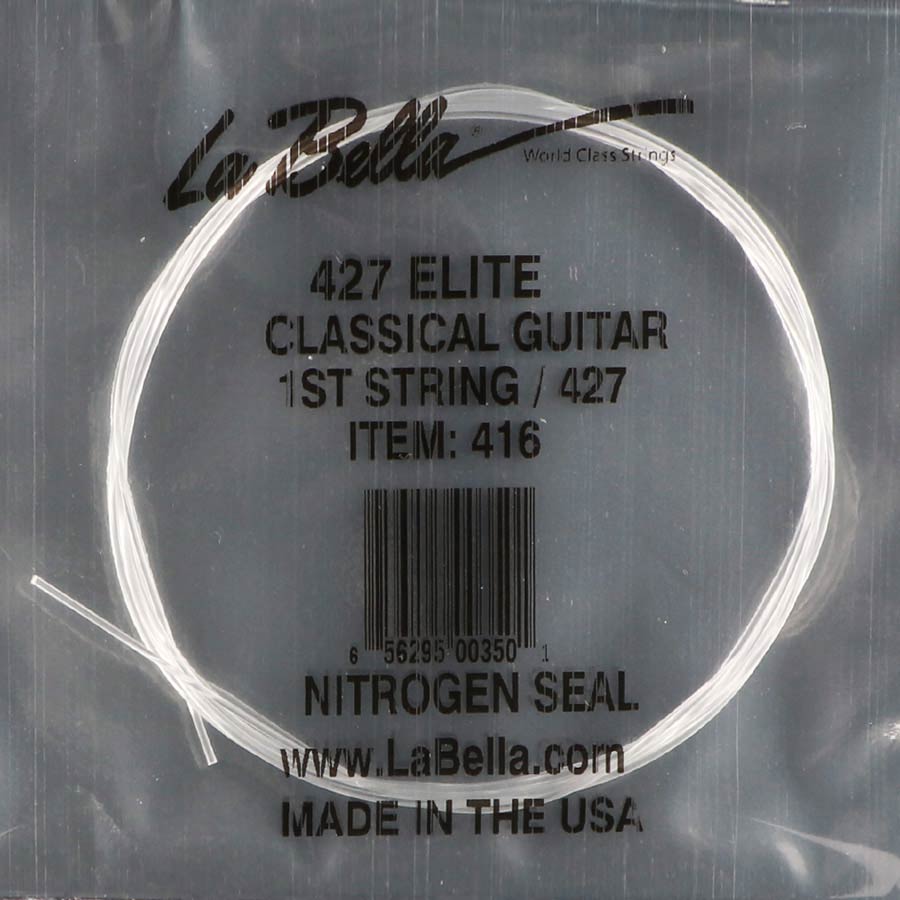 La Bella®
World Class Strings
427 ELITE
CLASSICAL GUITAR
1ST STRING / 427
ITEM: 416
6 56295 00350 1
NITROGEN SEAL
www.LaBella.com
MADE IN THE USA